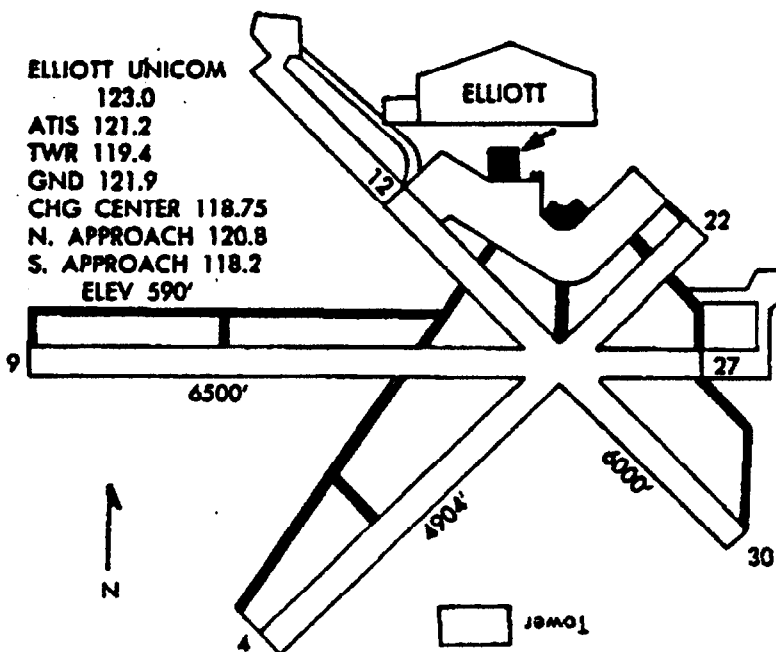 ELLIOTT UNICOM
123.0
ATIS 121.2
TWR 119.4
GND 121.9
CHG CENTER 118.75
N. APPROACH 120.8
S. APPROACH 118.2
ELEV 590'
ELLIOTT
12
22
9
27
6500'
6000'
4904'
N
30
4
Tower